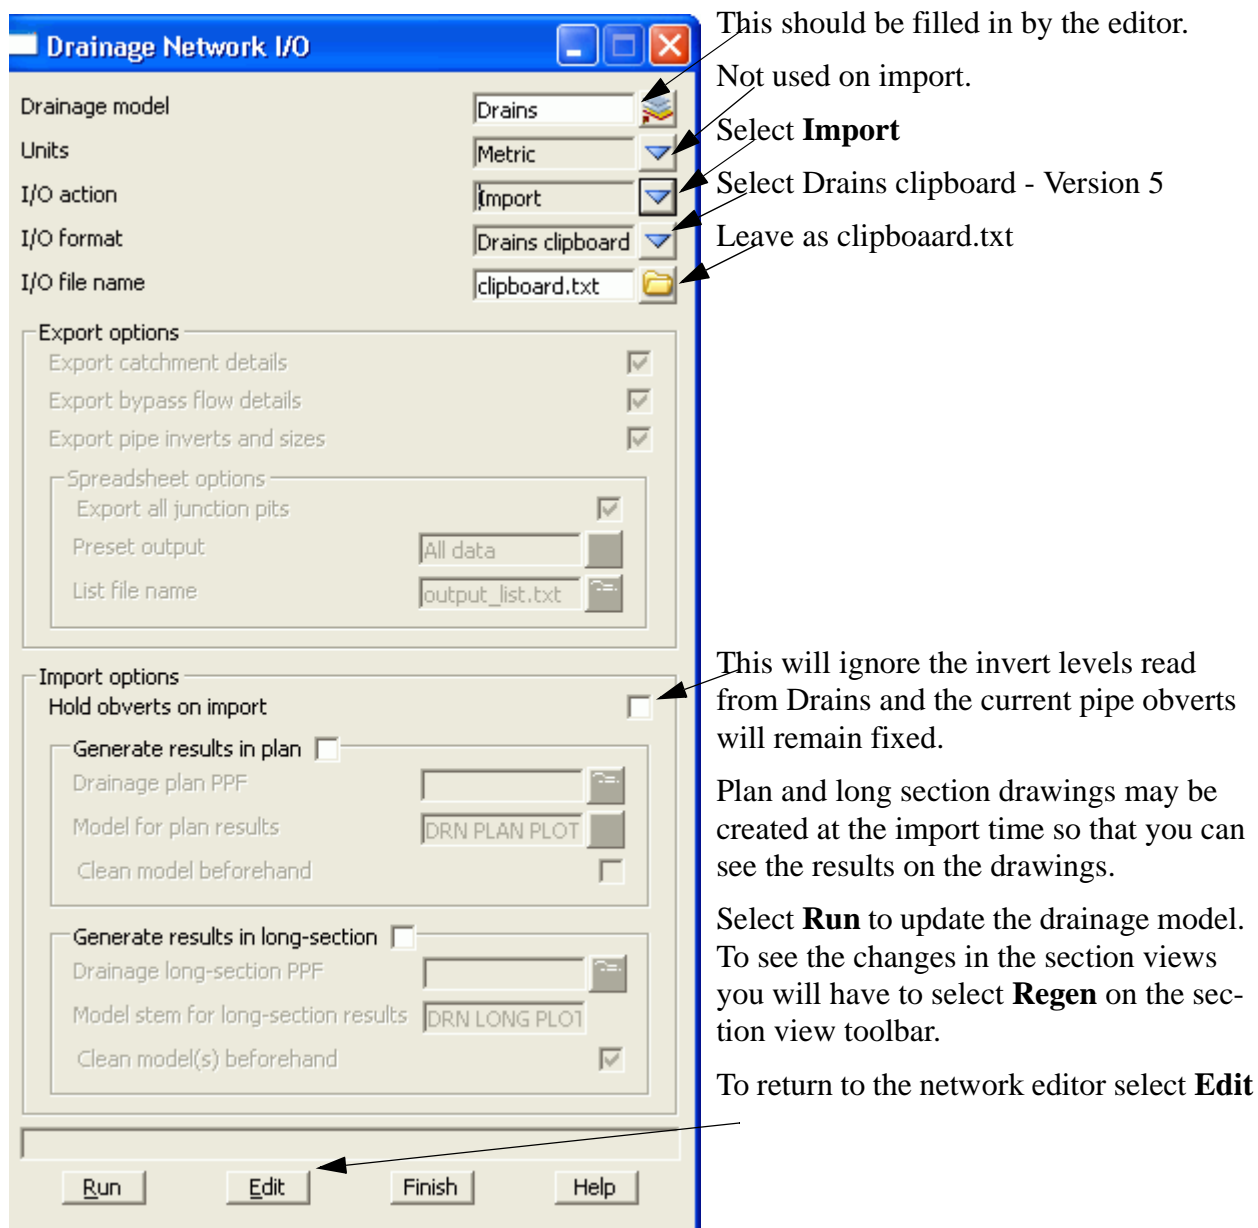 Drainage Network I/O
Drainage model
Drains
Units
Metric
I/O action
Import
I/O format
Drains clipboard
I/O file name
clipboard.txt
Export options
Export catchment details
Export bypass flow details
Export pipe inverts and sizes
Spreadsheet options
Export all junction pits
Preset output
All data
List file name
output_list.txt
Import options
Hold obverts on import
Generate results in plan
Drainage plan PPF
Model for plan results
DRN PLAN PLOT
Clean model beforehand
Generate results in long-section
Drainage long-section PPF
Model stem for long-section results
DRN LONG PLOT
Clean model(s) beforehand
Run Edit Finish Help
This should be filled in by the editor.
Not used on import.
Select Import
Select Drains clipboard - Version 5
Leave as clipboaard.txt
This will ignore the invert levels read
from Drains and the current pipe obverts
will remain fixed.
Plan and long section drawings may be
created at the import time so that you can
see the results on the drawings.
Select Run to update the drainage model.
To see the changes in the section views
you will have to select Regen on the sec-
tion view toolbar.
To return to the network editor select Edit